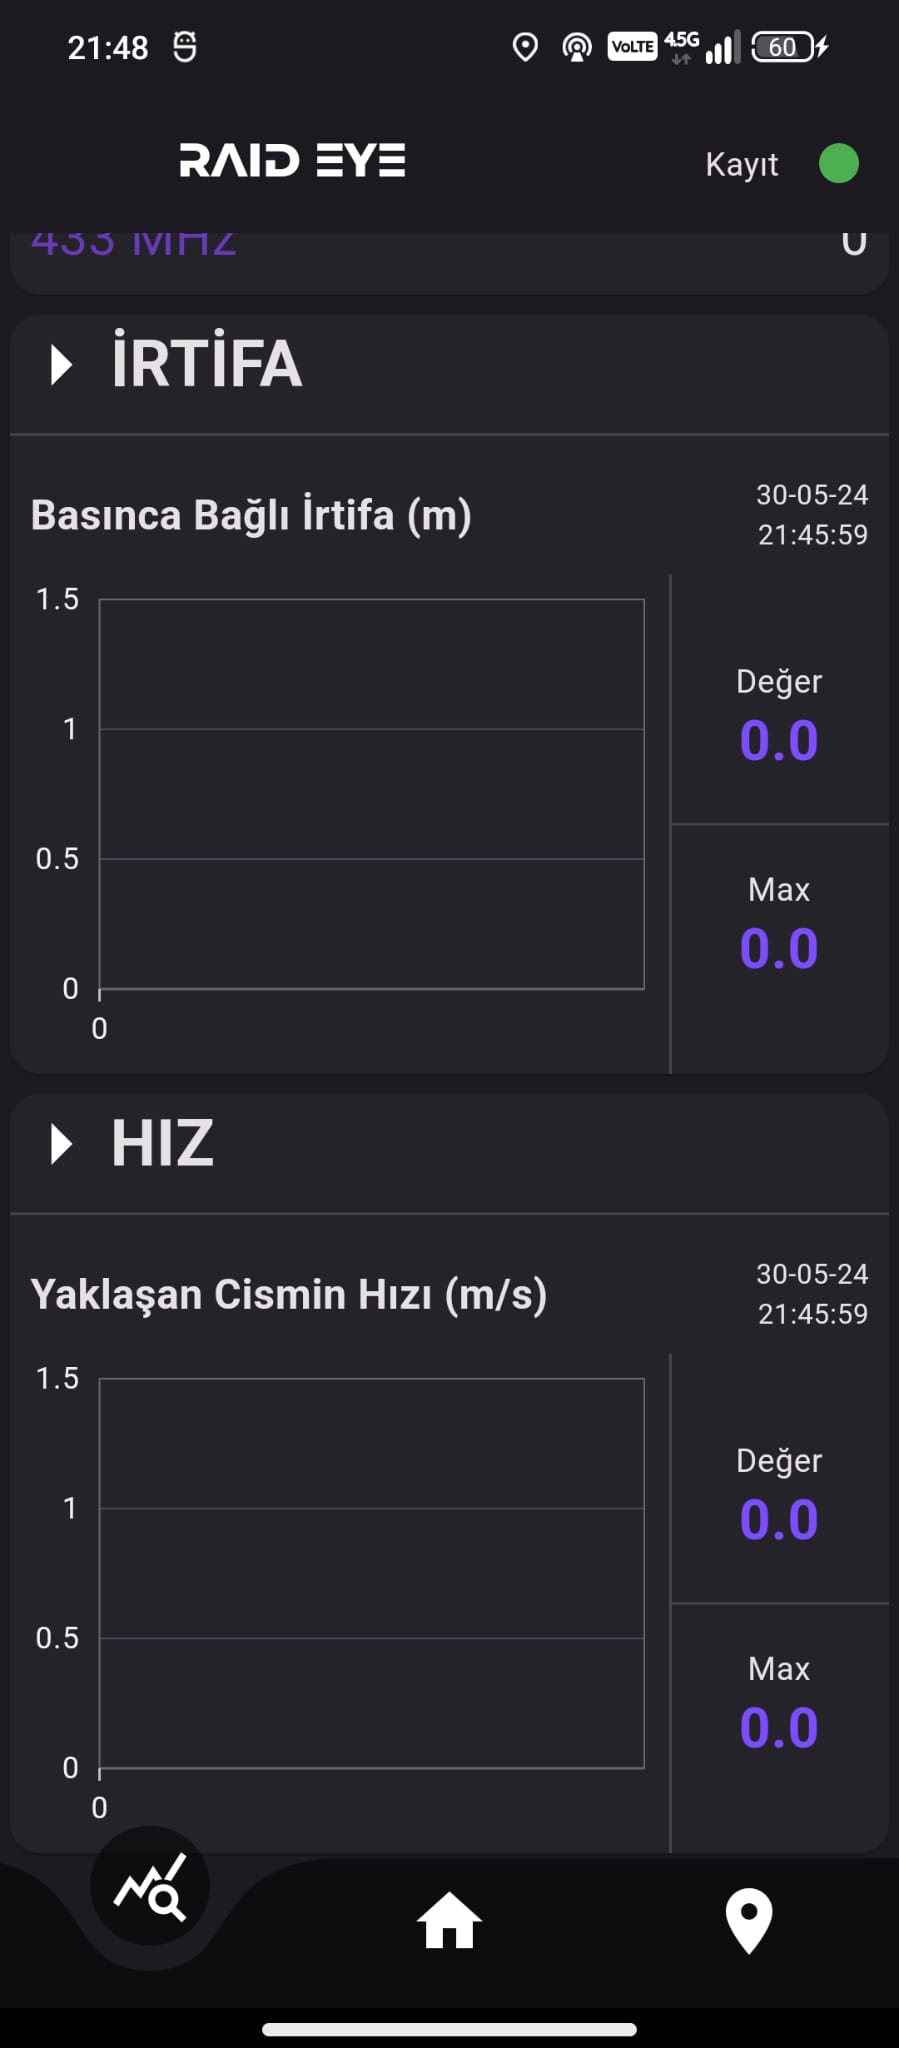 21:48
VoLTE 4.5G 60
RAID EYE
Kayıt
433 MHz 0
İRTİFA
Basınca Bağlı İrtifa (m)
30-05-24
21:45:59
1.5
1
0.5
0
0
Değer
0.0
Max
0.0
HIZ
Yaklaşan Cismin Hızı (m/s)
30-05-24
21:45:59
1.5
1
0.5
0
0
Değer
0.0
Max
0.0